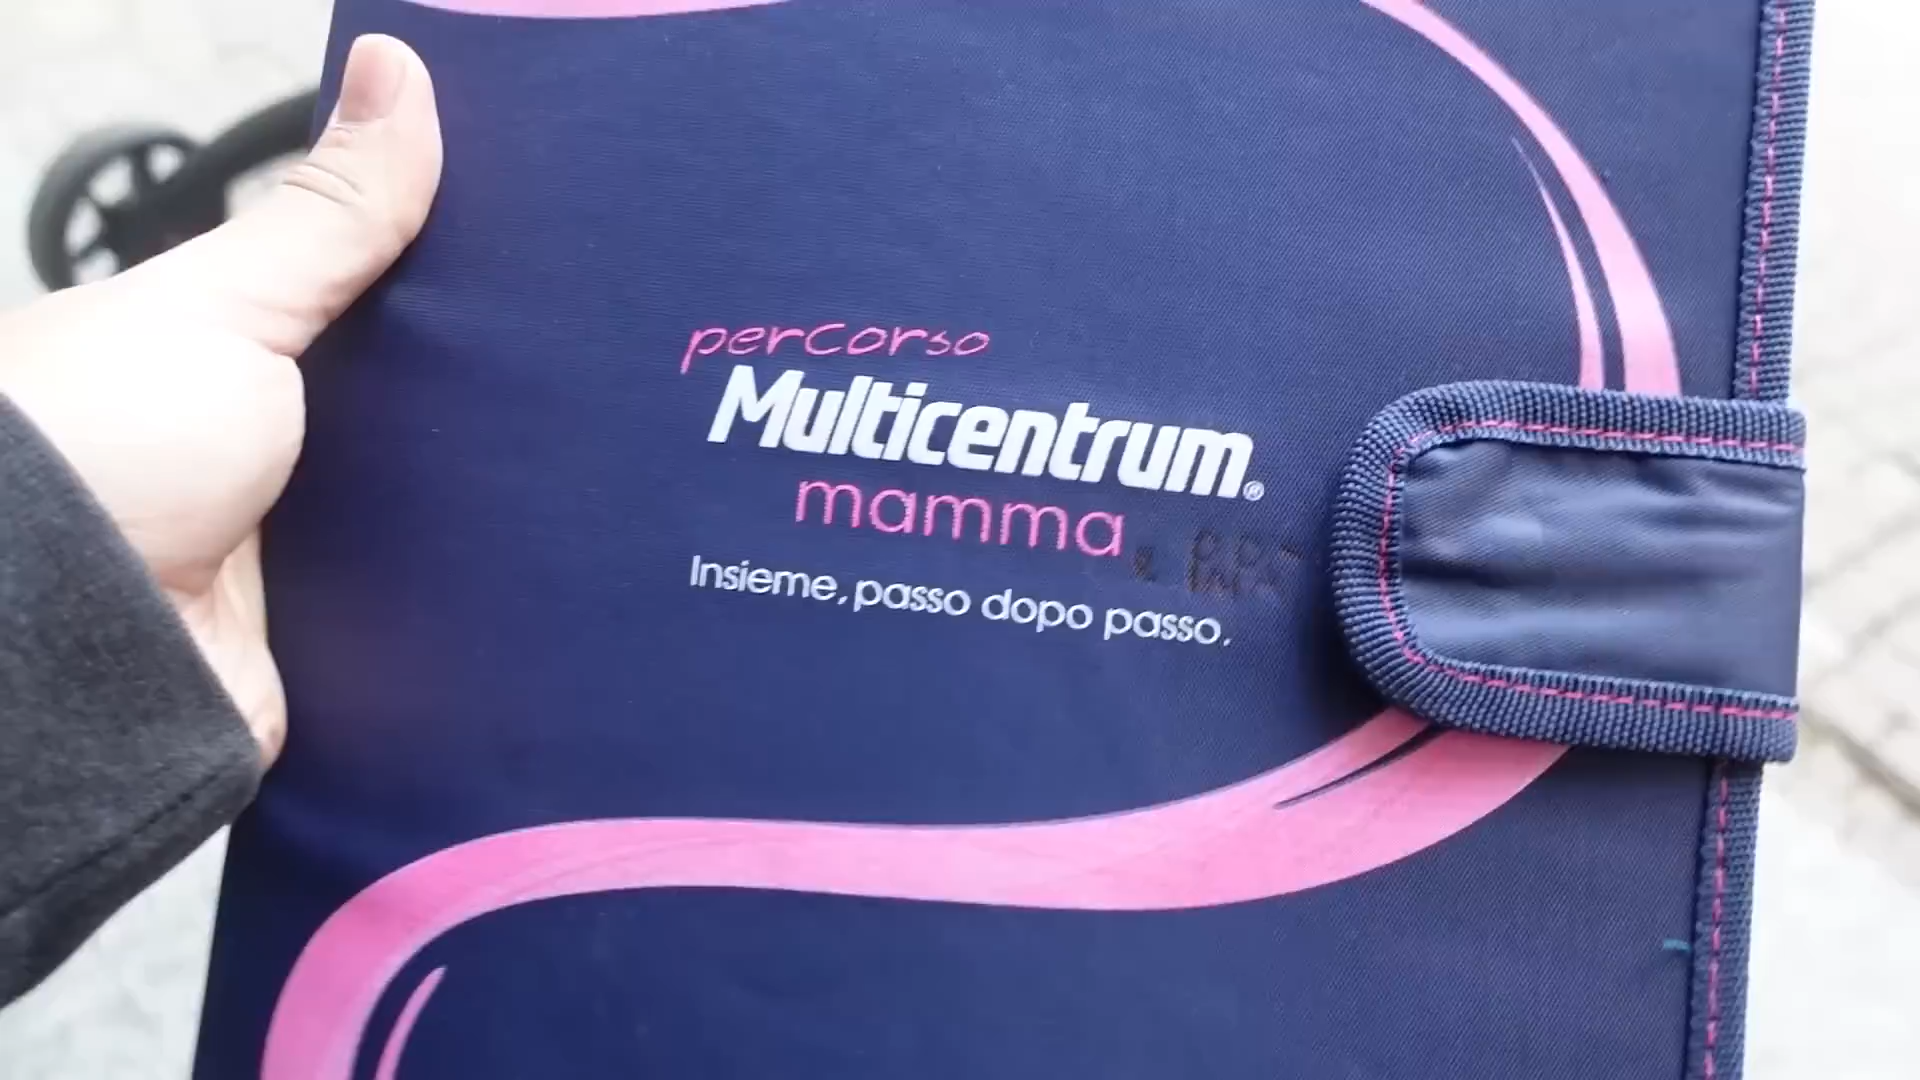 percorso
Multicentrum®
mamma
Insieme, passo dopo passo.